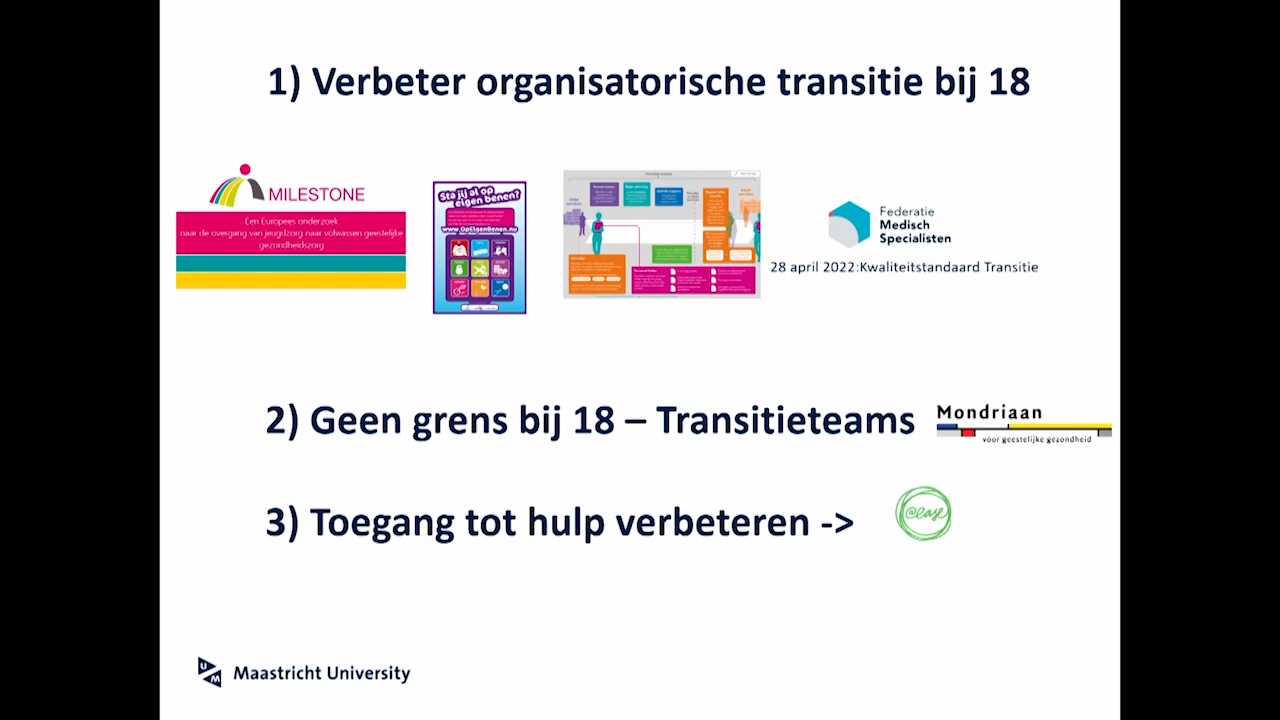 1) Verbeter organisatorische transitie bij 18
MILESTONE
Een Europees onderzoek
naar de overgang van jeugdzorg naar volwassen geestelijke
gezondheidszorg
Sta jij al op
eigen benen?
www.OpEigenBenen.nu
Federatie
Medisch
Specialisten
28 april 2022:Kwaliteitstandaard Transitie
2) Geen grens bij 18 – Transitieteams
Mondriaan
voor geestelijke gezondheid
3) Toegang tot hulp verbeteren ->
@ease
UM
Maastricht University